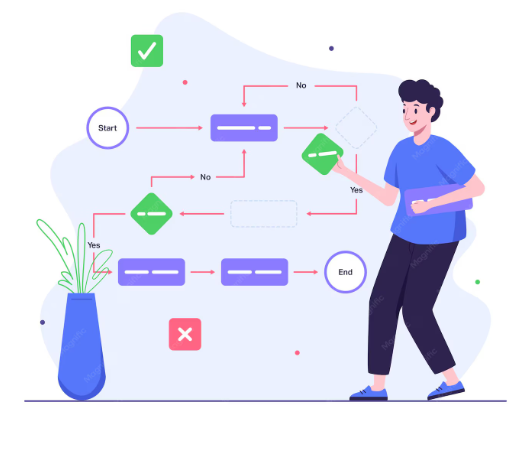 No
Start
No
Yes
Yes
End